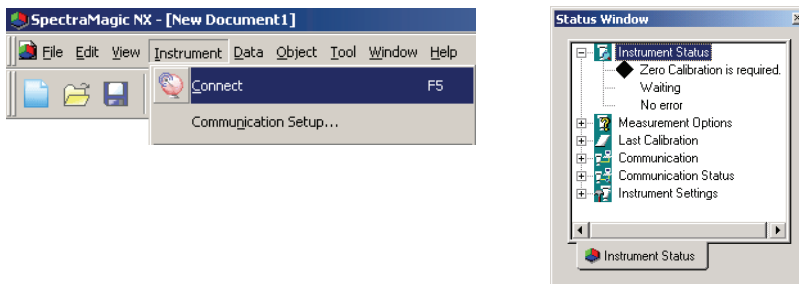 SpectraMagic NX - [New Document1]
File Edit View Instrument Data Object Tool Window Help
Connect F5
Communication Setup...
Status Window
Instrument Status
Zero Calibration is required.
Waiting
No error
Measurement Options
Last Calibration
Communication
Communication Status
Instrument Settings
Instrument Status